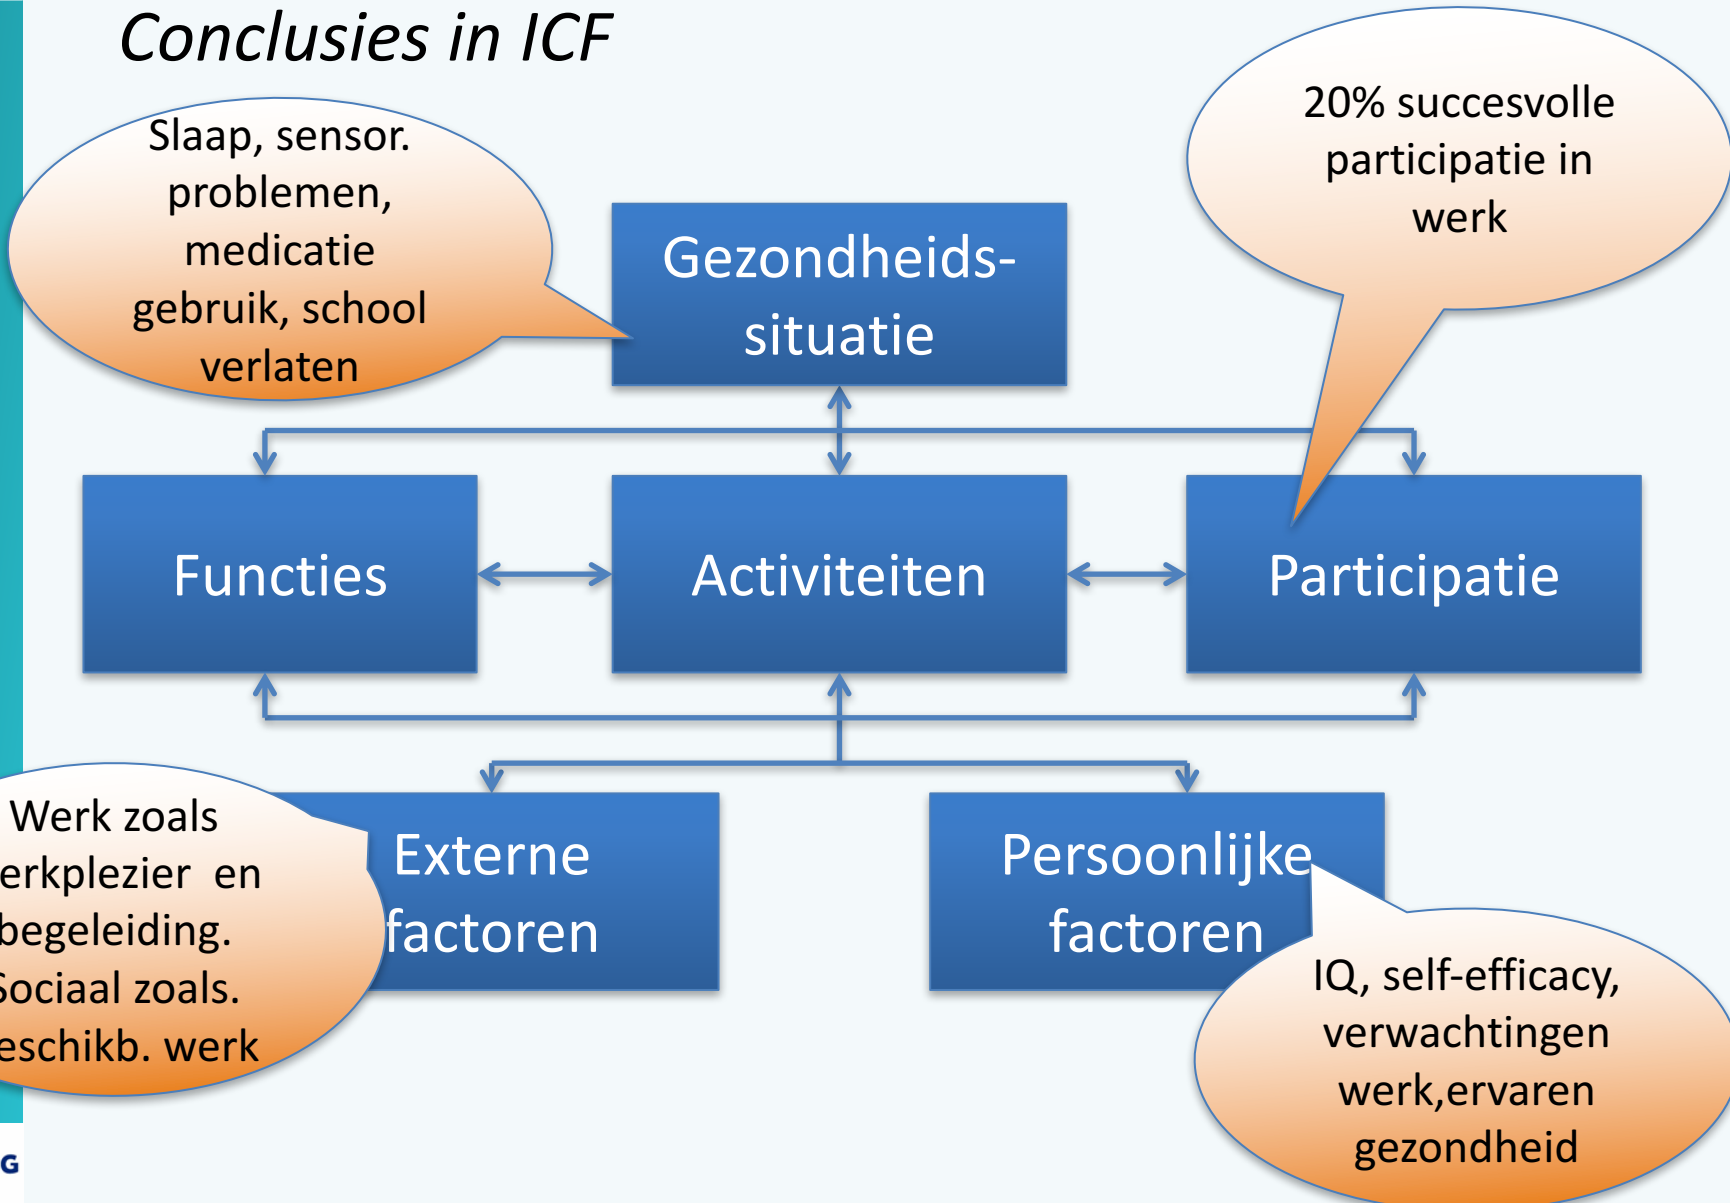 Conclusies in ICF
Slaap, sensor.
problemen,
medicatie
gebruik, school
verlaten
20% succesvolle
participatie in
werk
Gezondheids-
situatie
Functies
Activiteiten
Participatie
Werk zoals
erkplezier en
begeleiding.
Sociaal zoals.
eschikb. werk
Externe
factoren
Persoonlijke
factoren
IQ, self-efficacy,
verwachtingen
werk,ervaren
gezondheid
G